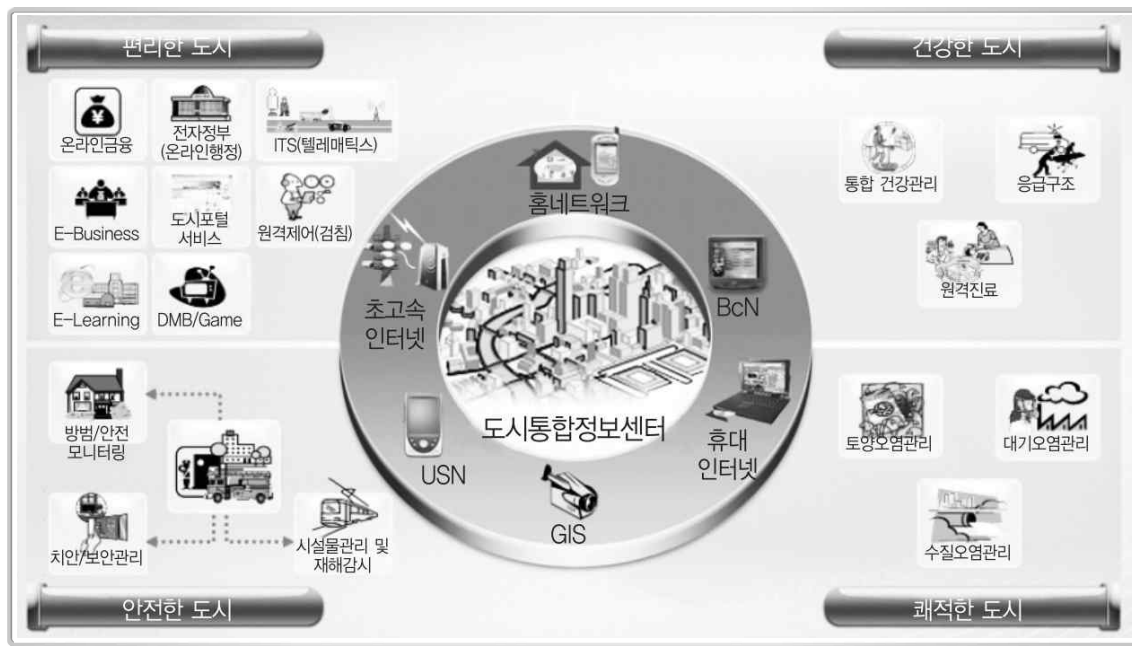 편리한 도시
온라인금융
전자정부
(온라인행정)
ITS(텔레매틱스)
E-Business
도시포털
서비스
원격제어(검침)
E-Learning
DMB/Game
건강한 도시
통합 건강관리
응급구조
원격진료
홈네트워크
초고속
인터넷
BcN
도시통합정보센터
USN
휴대
인터넷
GIS
방범/안전
모니터링
치안/보안관리
시설물관리 및
재해감시
안전한 도시
토양오염관리
대기오염관리
수질오염관리
쾌적한 도시